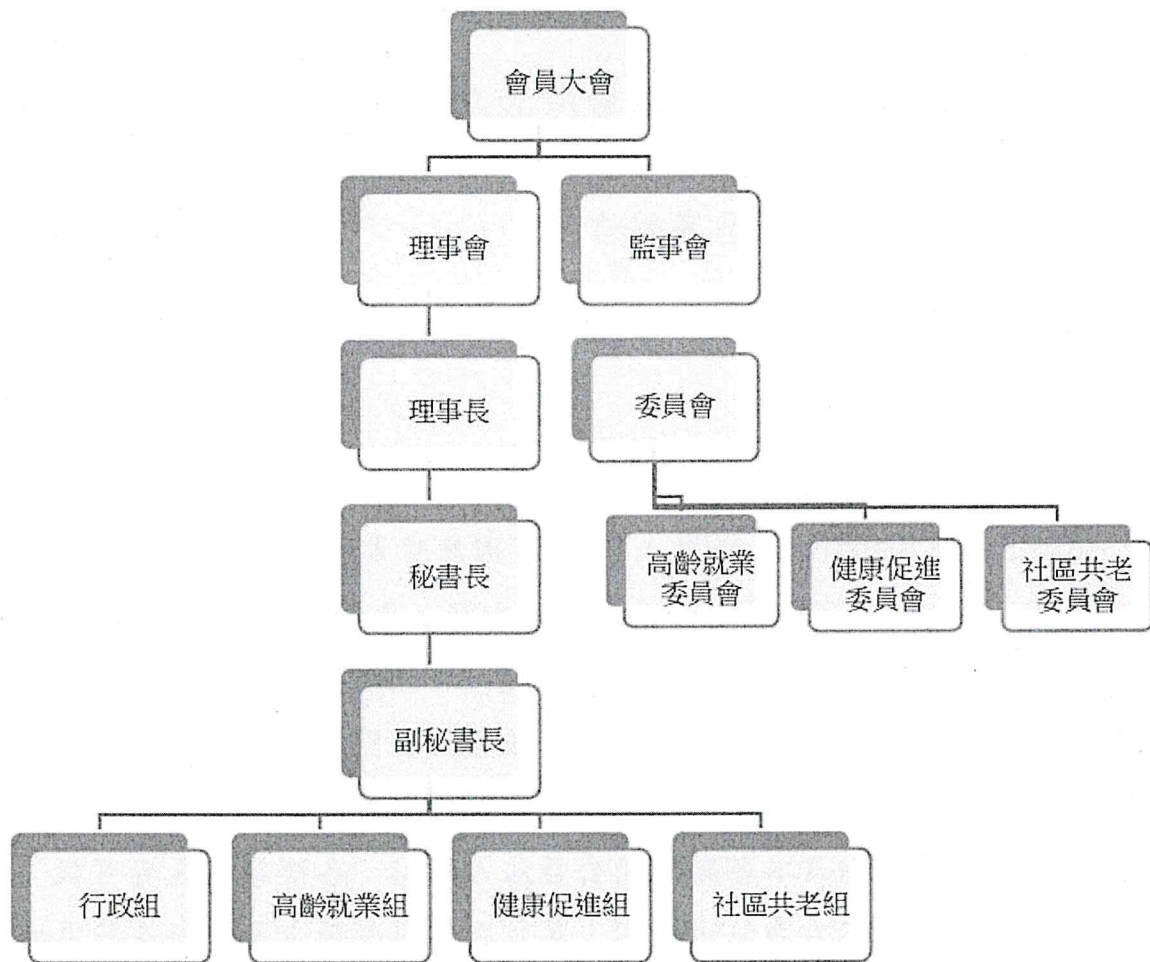 會員大會
理事會
監事會
理事長
委員會
秘書長
高齡就業
委員會
健康促進
委員會
社區共老
委員會
副秘書長
行政組
高齡就業組
健康促進組
社區共老組